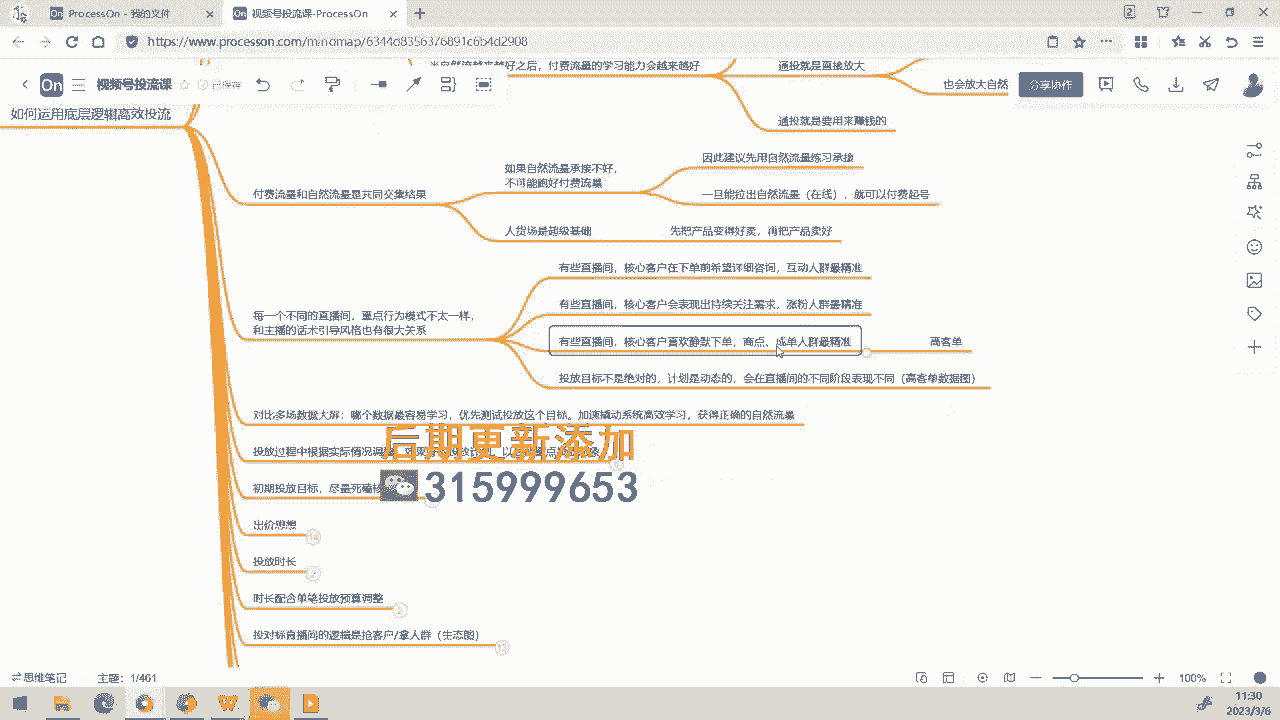 ProcessOn - 我的文件
视频号投流课-ProcessOn
https://www.processon.com/mindmap/6344d8356376891c6b4d2908
视频号投流课
已保存
分享协作
当自然流越来越好之后，付费流量的学习能力会越来越好
通投就是直接放大
也会放大自然
通投就是要用来赚钱的
如何运用底层逻辑高效投流
付费流量和自然流量是共同交集结果
如果自然流量承接不好，
不可能跑好付费流量
因此建议先用自然流量练习承接
一旦能拉出自然流量（在线），就可以付费起号
人货场是超级基础
先把产品变得好卖，再把产品卖好
每一个不同的直播间，重点行为模式不太一样，
和主播的话术引导风格也有很大关系
有些直播间，核心客户在下单前希望详细咨询，互动人群最精准
有些直播间，核心客户会表现出持续关注需求，涨粉人群最精准
有些直播间，核心客户喜欢静默下单，商点、成单人群最精准
高客单
投放目标不是绝对的，计划是动态的，会在直播间的不同阶段表现不同（高客单数据图）
对比多场数据大屏：哪个数据最容易学习，优先测试投放这个目标。加速撬动系统高效学习，获得正确的自然流量
投放过程中根据实际情况调整
后期更新添加
初期投放目标，尽量死磕
315999653
出价思想
14
投放时长
7
时长配合单笔投放预算调整
2
投对标直播间的逻辑是抢客户/拿人群（生态图）
13
思维笔记
主题：1/461
100%
11:30
2023/3/6